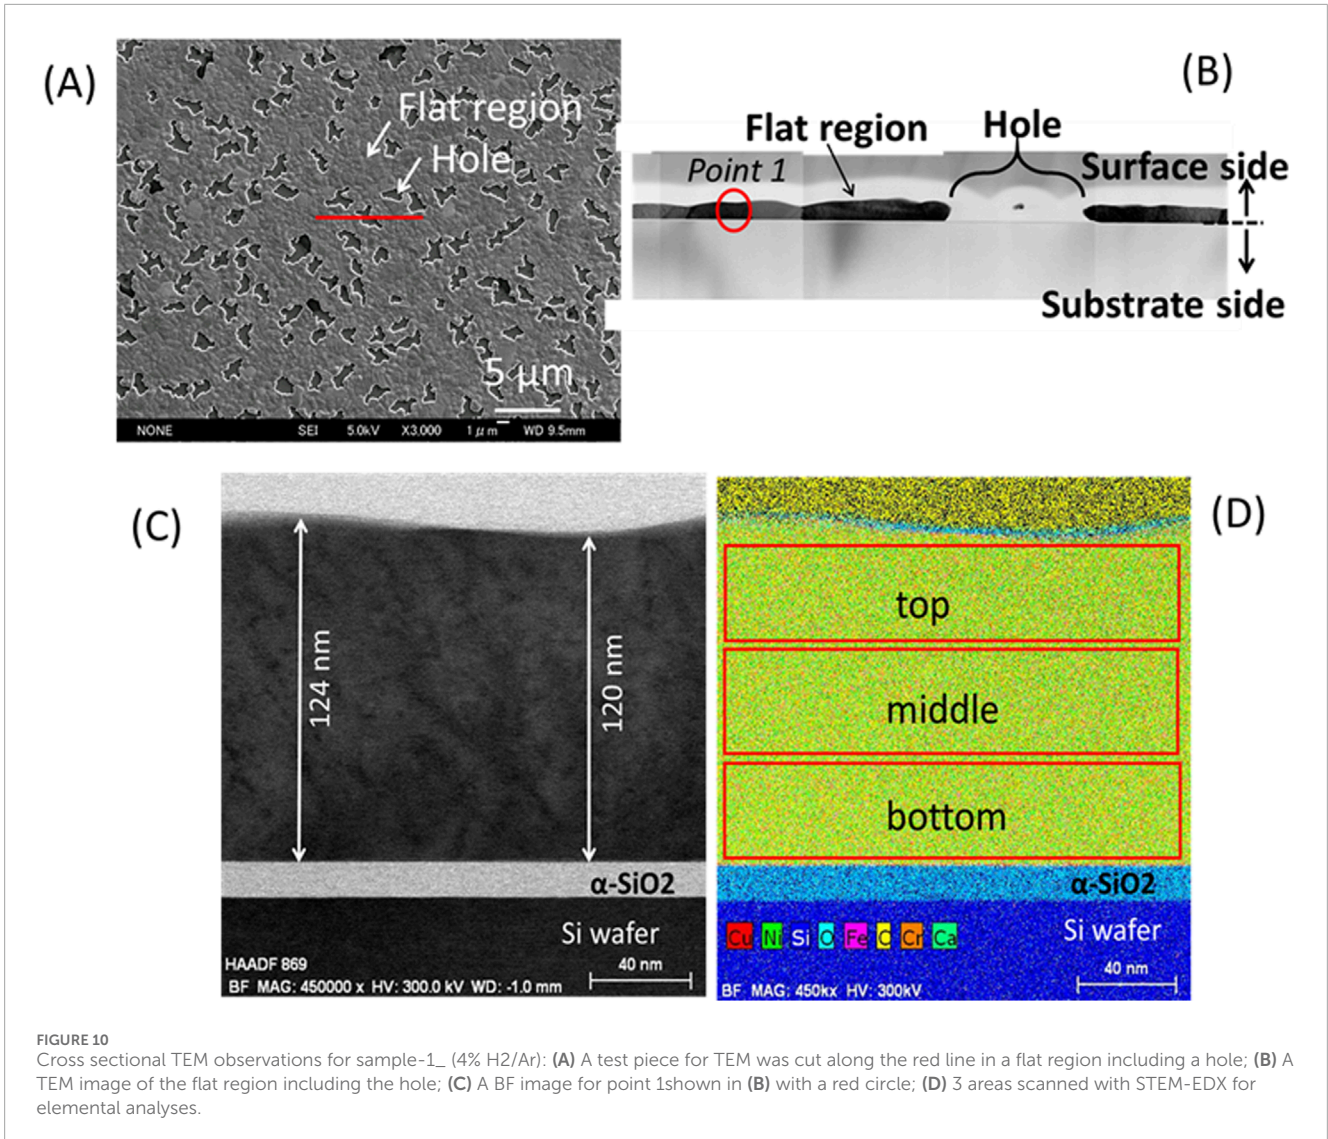 (A)
Flat region
Hole
5 μm
NONE SEI 5.0kV X3,000 1μm WD 9.5mm
(B)
Flat region
Hole
Point 1
Surface side
Substrate side
(C)
124 nm
120 nm
α-SiO2
Si wafer
HAADF 869
40 nm
BF MAG: 450000 x HV: 300.0 kV WD: -1.0 mm
(D)
top
middle
bottom
α-SiO2
Cu Ni Si O Fe C Cr Ca
Si wafer
40 nm
BF MAG: 450kx HV: 300kV
FIGURE 10
Cross sectional TEM observations for sample-1_ (4% H2/Ar): (A) A test piece for TEM was cut along the red line in a flat region including a hole; (B) A
TEM image of the flat region including the hole; (C) A BF image for point 1shown in (B) with a red circle; (D) 3 areas scanned with STEM-EDX for
elemental analyses.